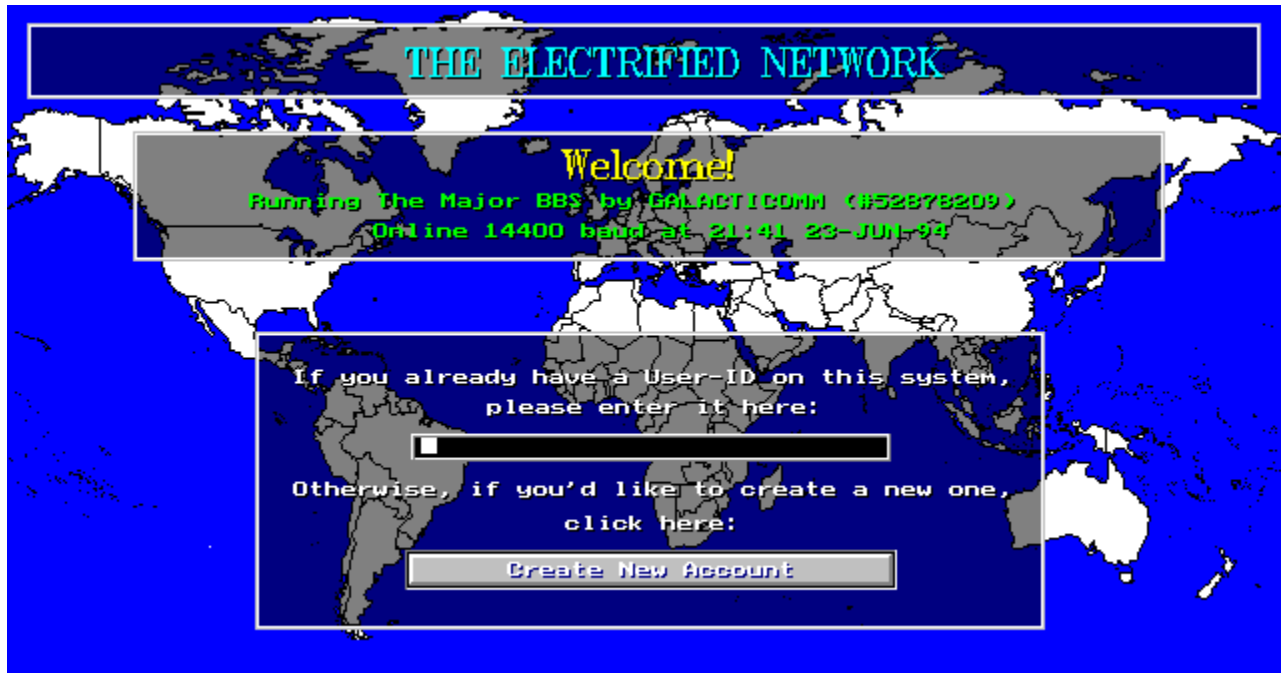 THE ELECTRIFIED NETWORK
Welcome!
Running The Major BBS by GALACTICOMM (#52878209)
Online 14400 baud at 21:41 23-JUN-94
If you already have a User-ID on this system,
please enter it here:
Otherwise, if you'd like to create a new one,
click here:
Create New Account